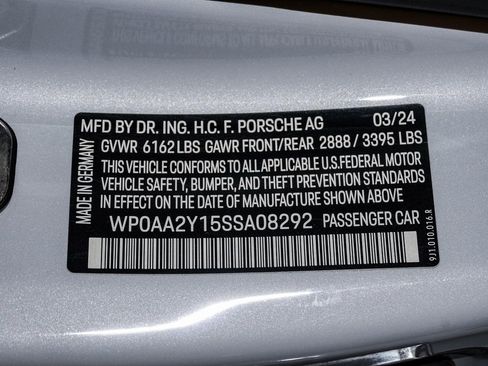 MFD BY DR. ING. H.C. F. PORSCHE AG 03/24
GVWR 6162 LBS GAWR FRONT/REAR 2888 / 3395 LBS
THIS VEHICLE CONFORMS TO ALL APPLICABLE U.S.FEDERAL MOTOR
VEHICLE SAFETY, BUMPER, AND THEFT PREVENTION STANDARDS
IN EFFECT ON THE DATE OF MANUFACTURE SHOWN ABOVE.
WP0AA2Y15SSA08292 PASSENGER CAR
MADE IN GERMANY
9J1.010.016.R